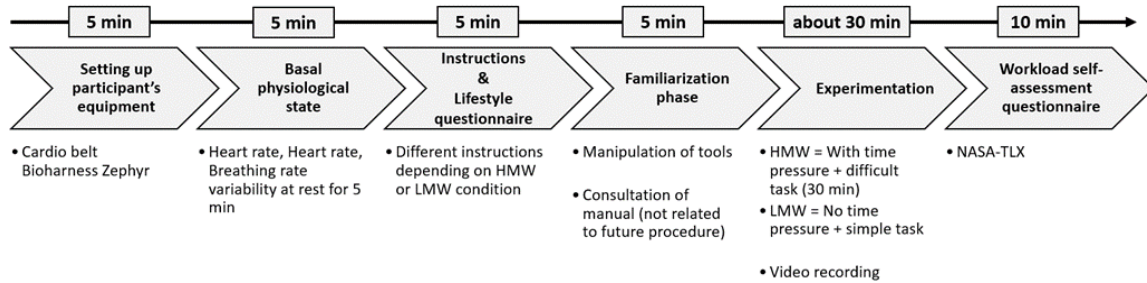 5 min
5 min
5 min
5 min
about 30 min
10 min
Setting up
participant's
equipment
Basal
physiological
state
Instructions
&
Lifestyle
questionnaire
Familiarization
phase
Experimentation
Workload self-
assessment
questionnaire
• Cardio belt
Bioharness Zephyr
• Heart rate, Heart rate,
Breathing rate
variability at rest for 5
min
• Different instructions
depending on HMW
or LMW condition
• Manipulation of tools
• Consultation of
manual (not related
to future procedure)
• HMW = With time
pressure + difficult
task (30 min)
• LMW = No time
pressure + simple task
• Video recording
• NASA-TLX